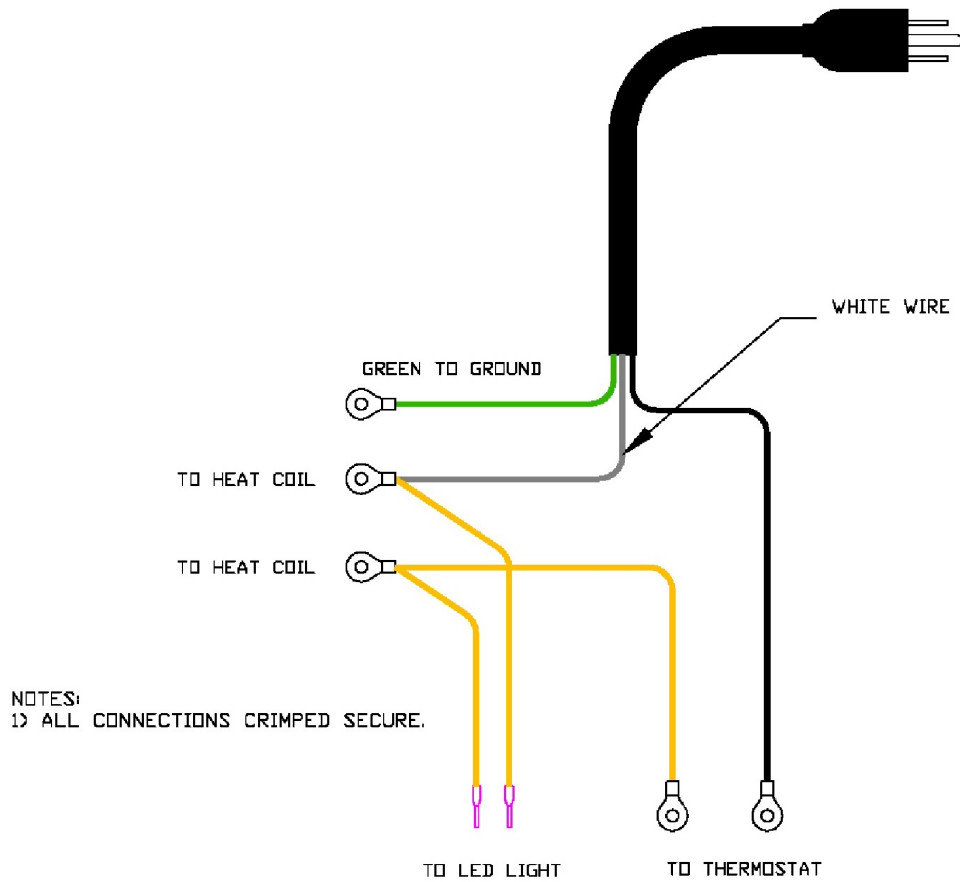 WHITE WIRE
GREEN TO GROUND
TO HEAT COIL
TO HEAT COIL
NOTES:
1) ALL CONNECTIONS CRIMPED SECURE.
TO LED LIGHT
TO THERMOSTAT